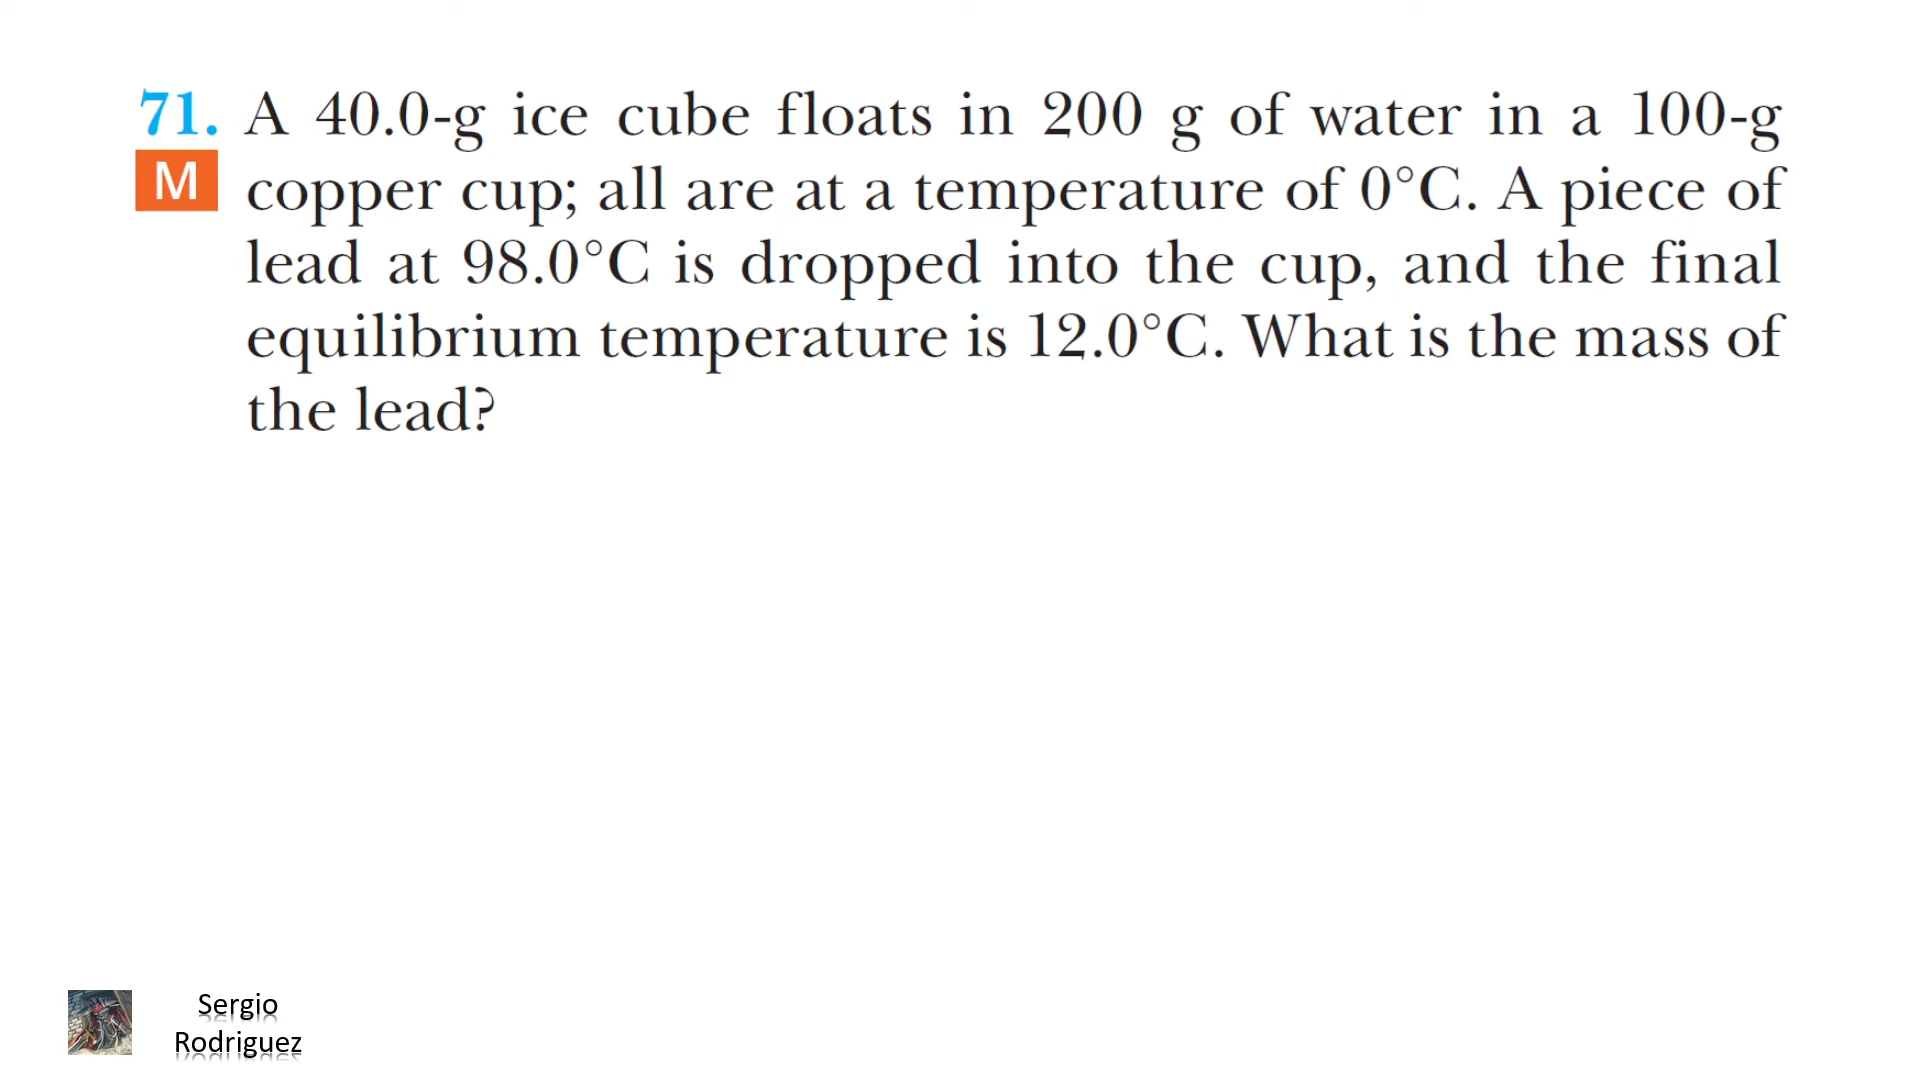 71. A 40.0-g ice cube floats in 200 g of water in a 100-g
M copper cup; all are at a temperature of 0°C. A piece of
lead at 98.0°C is dropped into the cup, and the final
equilibrium temperature is 12.0°C. What is the mass of
the lead?
Sergio
Rodriguez